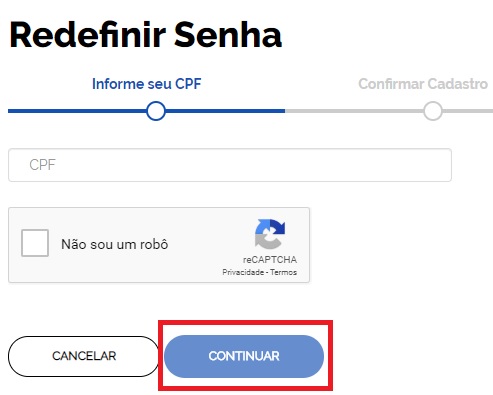 Redefinir Senha
Informe seu CPF
Confirmar Cadastro
CPF
Não sou um robô
reCAPTCHA
Privacidade - Termos
CANCELAR
CONTINUAR